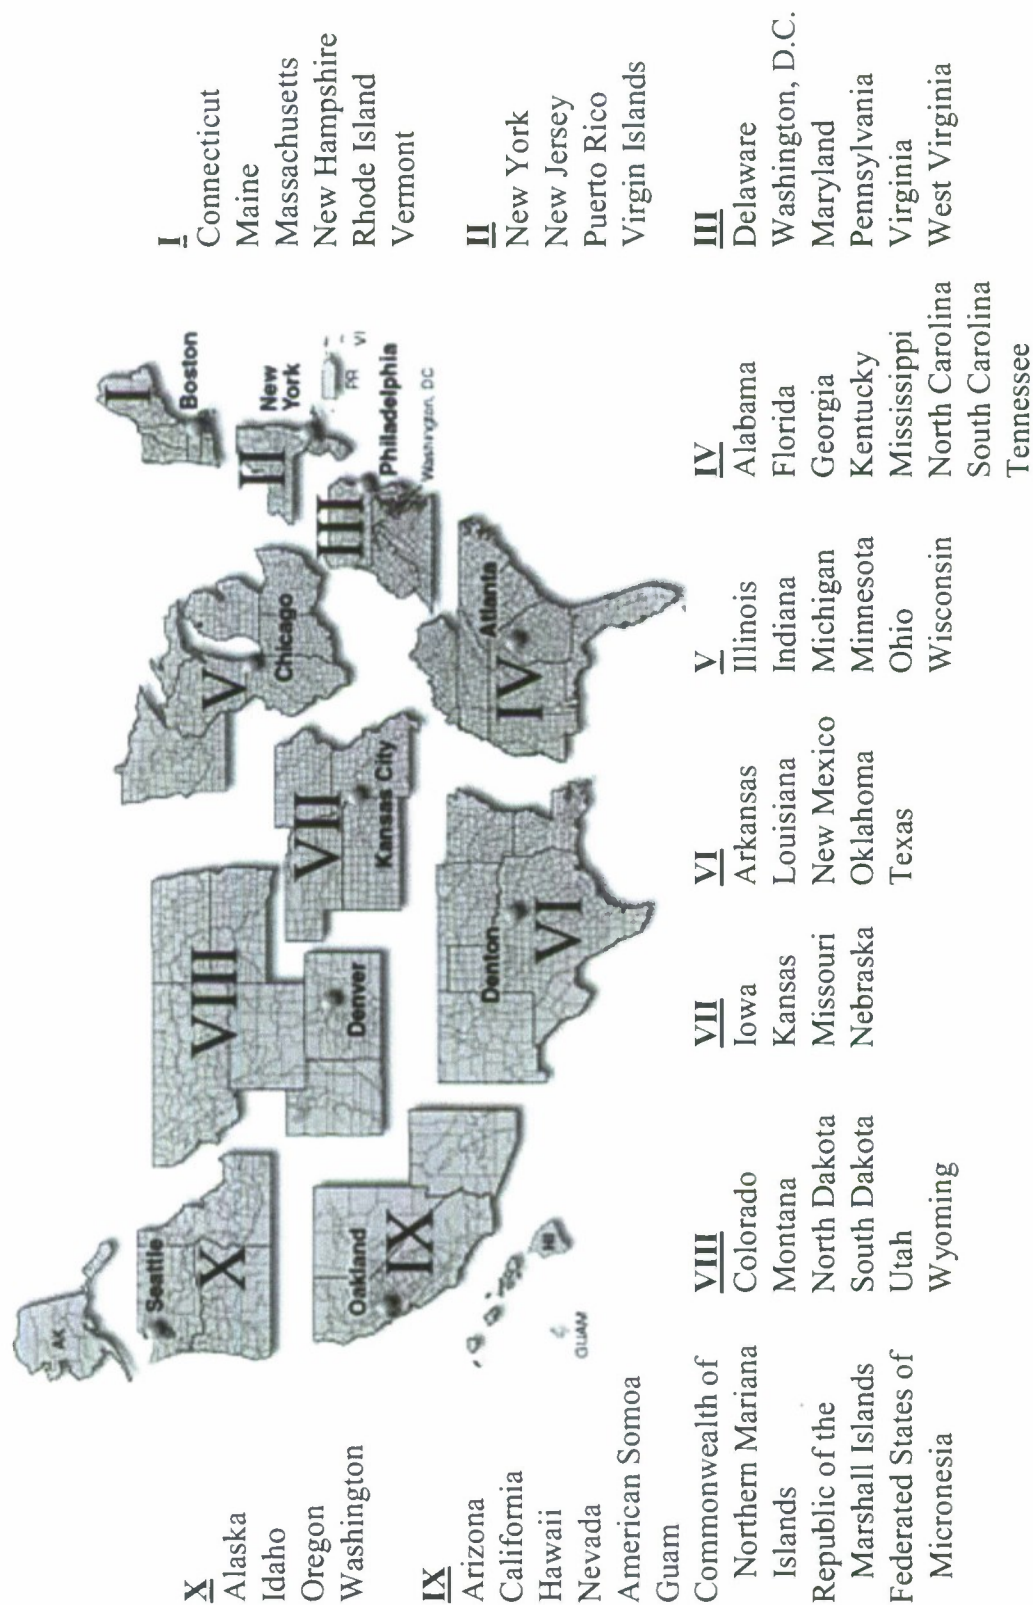 X
Alaska
Idaho
Oregon
Washington
IX
Arizona
California
Hawaii
Nevada
American Somoa
Guam
Commonwealth of
Northern Mariana
Islands
Republic of the
Marshall Islands
Federated States of
Micronesia
AK
Seattle
X
Oakland
IX
HI
GUAM
VIII
Denver
VII
Kansas City
Denton
VI
V
Chicago
Atlanta
IV
I
Boston
II
New
York
PR
VI
III
Philadelphia
Washington, DC
I
Connecticut
Maine
Massachusetts
New Hampshire
Rhode Island
Vermont
II
New York
New Jersey
Puerto Rico
Virgin Islands
III
Delaware
Washington, D.C.
Maryland
Pennsylvania
Virginia
West Virginia
IV
Alabama
Florida
Georgia
Kentucky
Mississippi
North Carolina
South Carolina
Tennessee
V
Illinois
Indiana
Michigan
Minnesota
Ohio
Wisconsin
VI
Arkansas
Louisiana
New Mexico
Oklahoma
Texas
VII
Iowa
Kansas
Missouri
Nebraska
VIII
Colorado
Montana
North Dakota
South Dakota
Utah
Wyoming